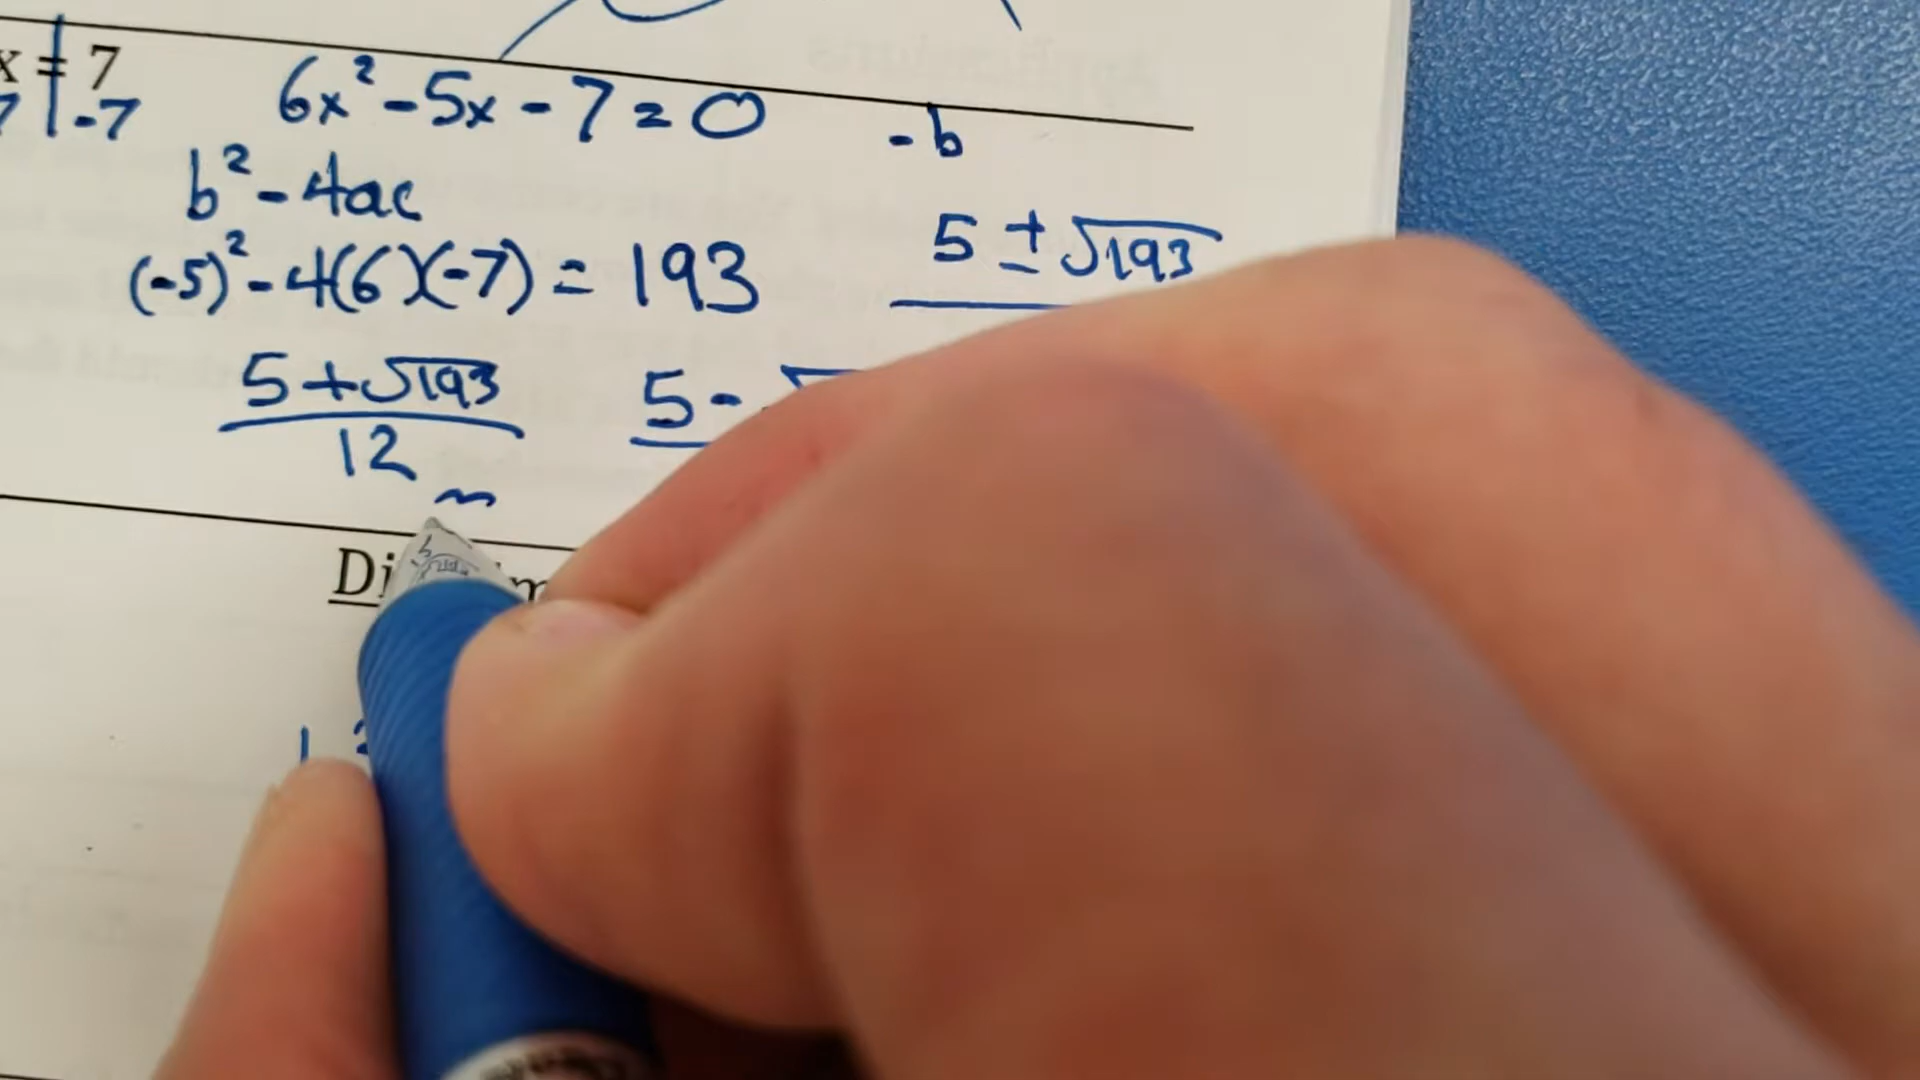 x = 7
7 -7
6x² - 5x - 7 = 0
-b
b² - 4ac
(-5)² - 4(6)(-7) = 193
5 ± √193
5 + √193
12
5 -